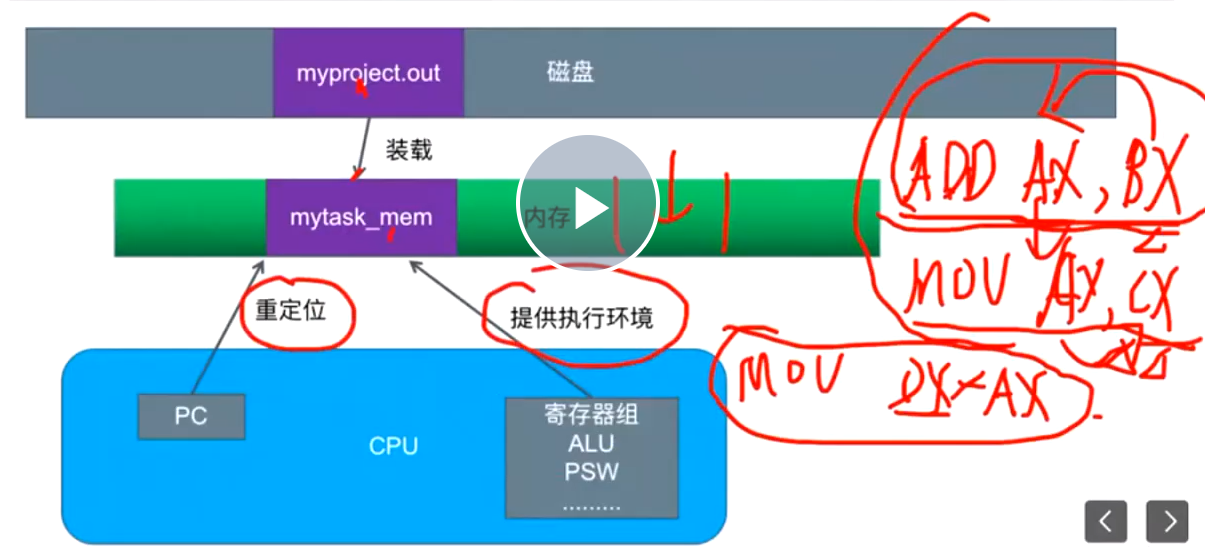 myproject.out
磁盘
装载
mytask_mem
内存
ADD AX, BX
MOV AX, CX
MOV DX AX
重定位
提供执行环境
PC
CPU
寄存器组
ALU
PSW
.........